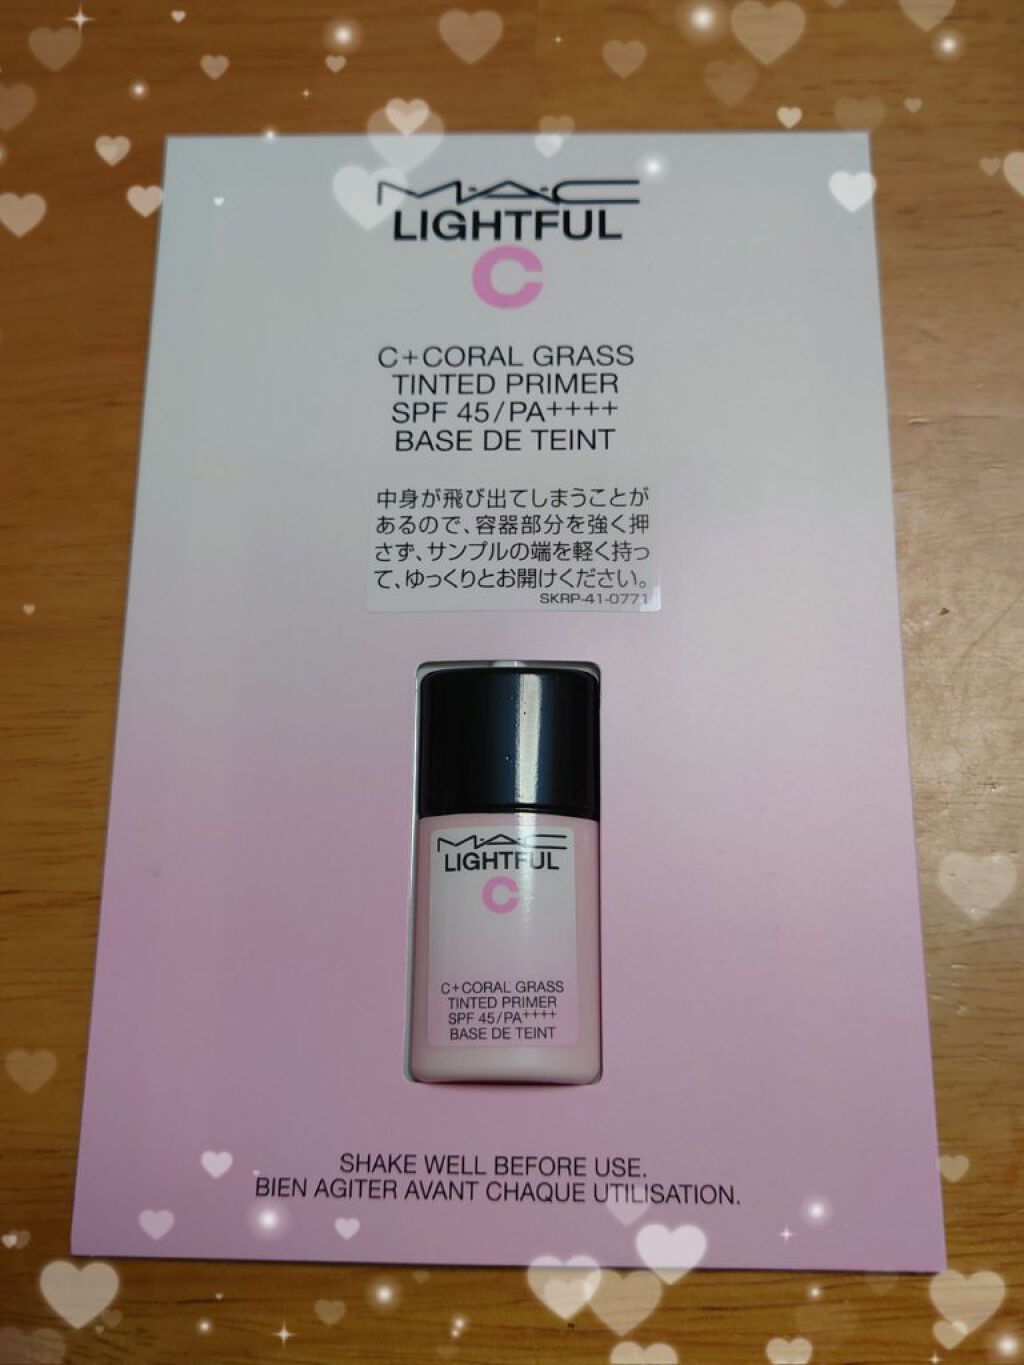 M·A·C
LIGHTFUL
C
C+CORAL GRASS
TINTED PRIMER
SPF 45/PA++++
BASE DE TEINT
中身が飛び出てしまうことが
あるので、容器部分を強く押
さず、サンプルの端を軽く持っ
て、ゆっくりとお開けください。
SKRP-41-0771
M·A·C
LIGHTFUL
C
C+CORAL GRASS
TINTED PRIMER
SPF 45/PA++++
BASE DE TEINT
SHAKE WELL BEFORE USE.
BIEN AGITER AVANT CHAQUE UTILISATION.